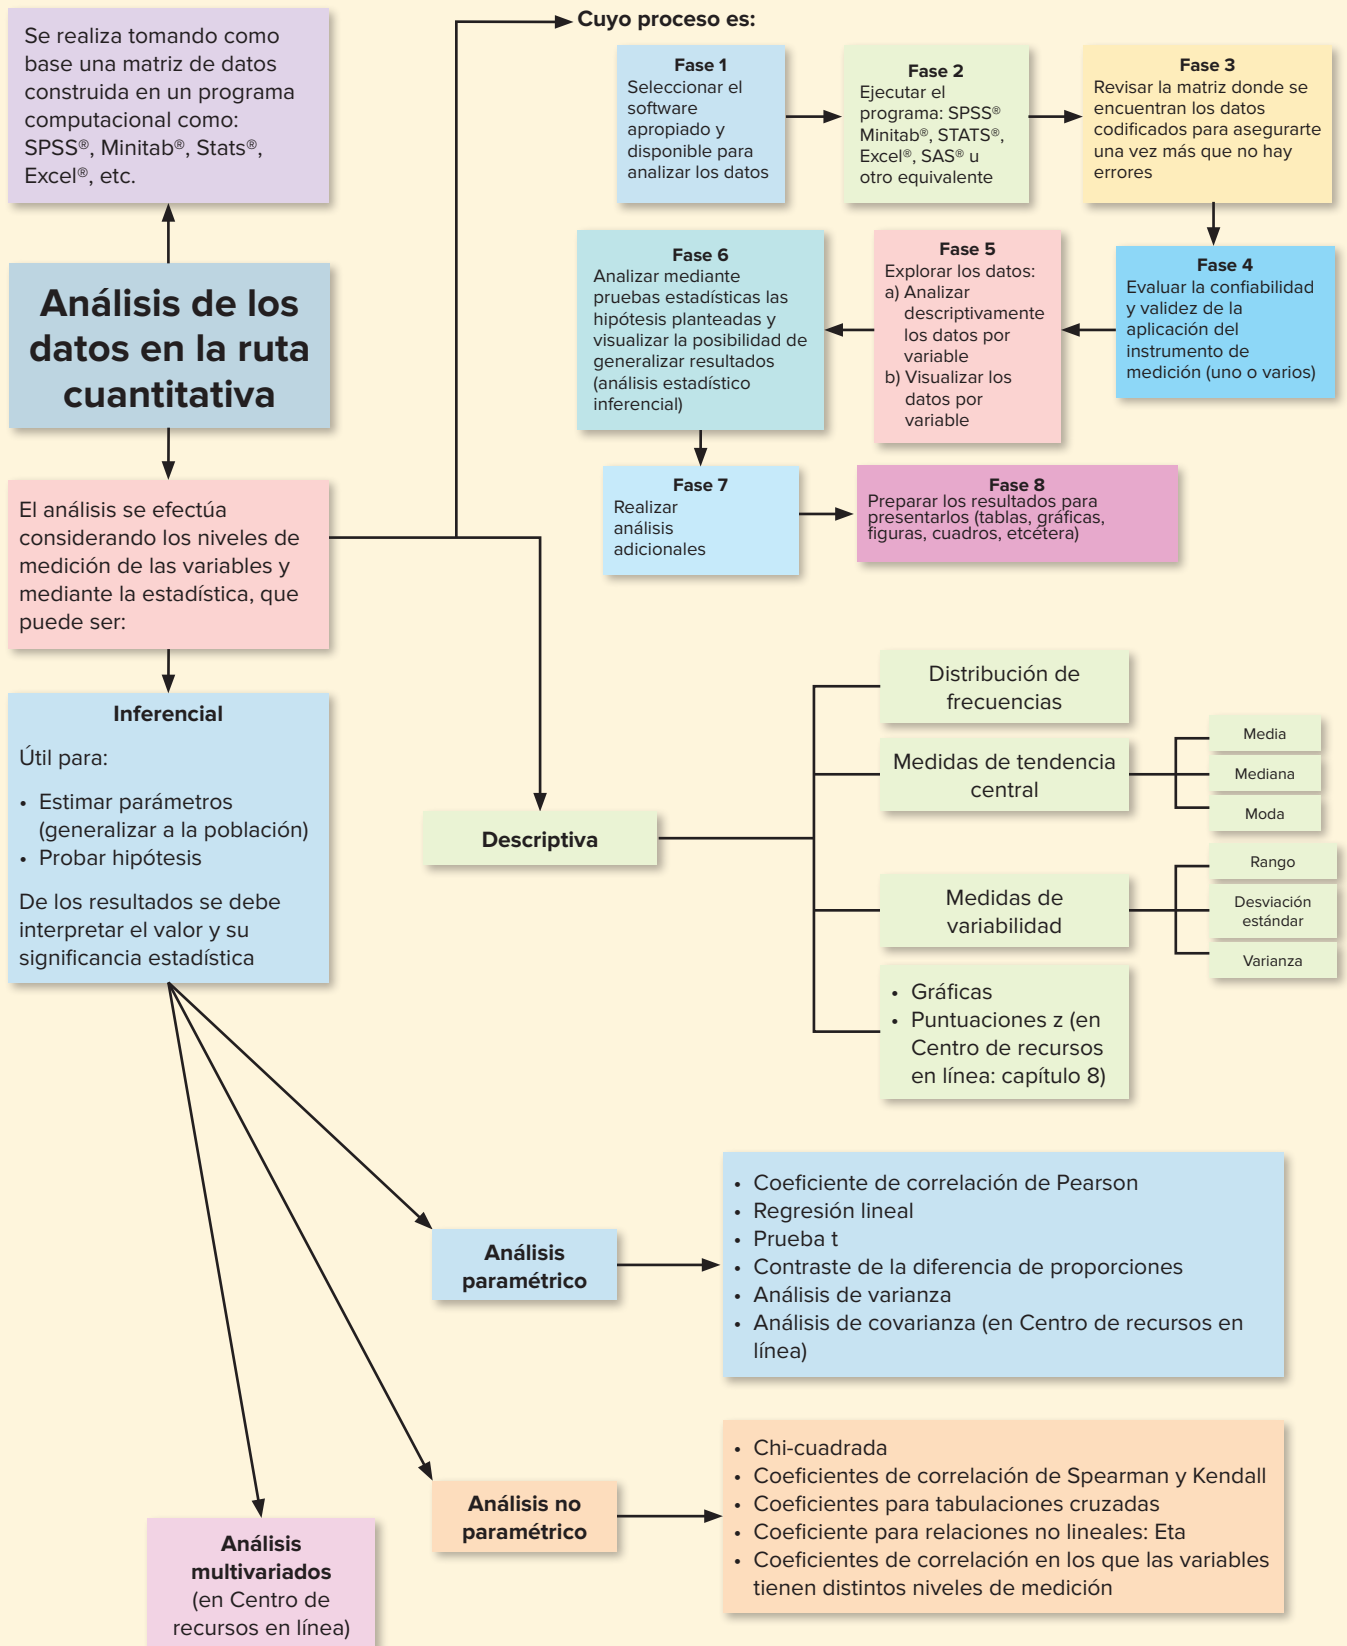 Se realiza tomando como
base una matriz de datos
construida en un programa
computacional como:
SPSS®, Minitab®, Stats®,
Excel®, etc.
Análisis de los
datos en la ruta
cuantitativa
El análisis se efectúa
considerando los niveles de
medición de las variables y
mediante la estadística, que
puede ser:
Cuyo proceso es:
Fase 1
Seleccionar el
software
apropiado y
disponible para
analizar los datos
Fase 2
Ejecutar el
programa: SPSS®
Minitab®, STATS®,
Excel®, SAS® u
otro equivalente
Fase 3
Revisar la matriz donde se
encuentran los datos
codificados para asegurarte
una vez más que no hay
errores
Fase 4
Evaluar la confiabilidad
y validez de la
aplicación del
instrumento de
medición (uno o varios)
Fase 5
Explorar los datos:
a) Analizar
descriptivamente
los datos por
variable
b) Visualizar los
datos por
variable
Fase 6
Analizar mediante
pruebas estadísticas las
hipótesis planteadas y
visualizar la posibilidad de
generalizar resultados
(análisis estadístico
inferencial)
Fase 7
Realizar
análisis
adicionales
Fase 8
Preparar los resultados para
presentarlos (tablas, gráficas,
figuras, cuadros, etcétera)
Inferencial
Útil para:
• Estimar parámetros
(generalizar a la población)
• Probar hipótesis
De los resultados se debe
interpretar el valor y su
significancia estadística
Descriptiva
Distribución de
frecuencias
Medidas de tendencia
central
Media
Mediana
Moda
Medidas de
variabilidad
Rango
Desviación
estándar
Varianza
• Gráficas
• Puntuaciones z (en
Centro de recursos
en línea: capítulo 8)
Análisis
paramétrico
• Coeficiente de correlación de Pearson
• Regresión lineal
• Prueba t
• Contraste de la diferencia de proporciones
• Análisis de varianza
• Análisis de covarianza (en Centro de recursos en
línea)
Análisis no
paramétrico
• Chi-cuadrada
• Coeficientes de correlación de Spearman y Kendall
• Coeficientes para tabulaciones cruzadas
• Coeficiente para relaciones no lineales: Eta
• Coeficientes de correlación en los que las variables
tienen distintos niveles de medición
Análisis
multivariados
(en Centro de
recursos en línea)